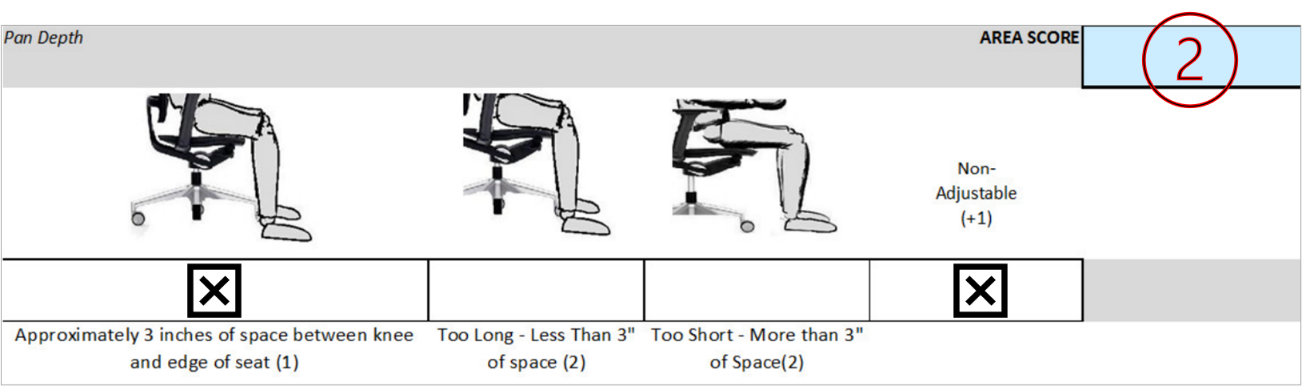 Pan Depth
AREA SCORE
2
Non-
Adjustable
(+1)
Approximately 3 inches of space between knee
and edge of seat (1)
Too Long - Less Than 3"
of space (2)
Too Short - More than 3"
of Space(2)